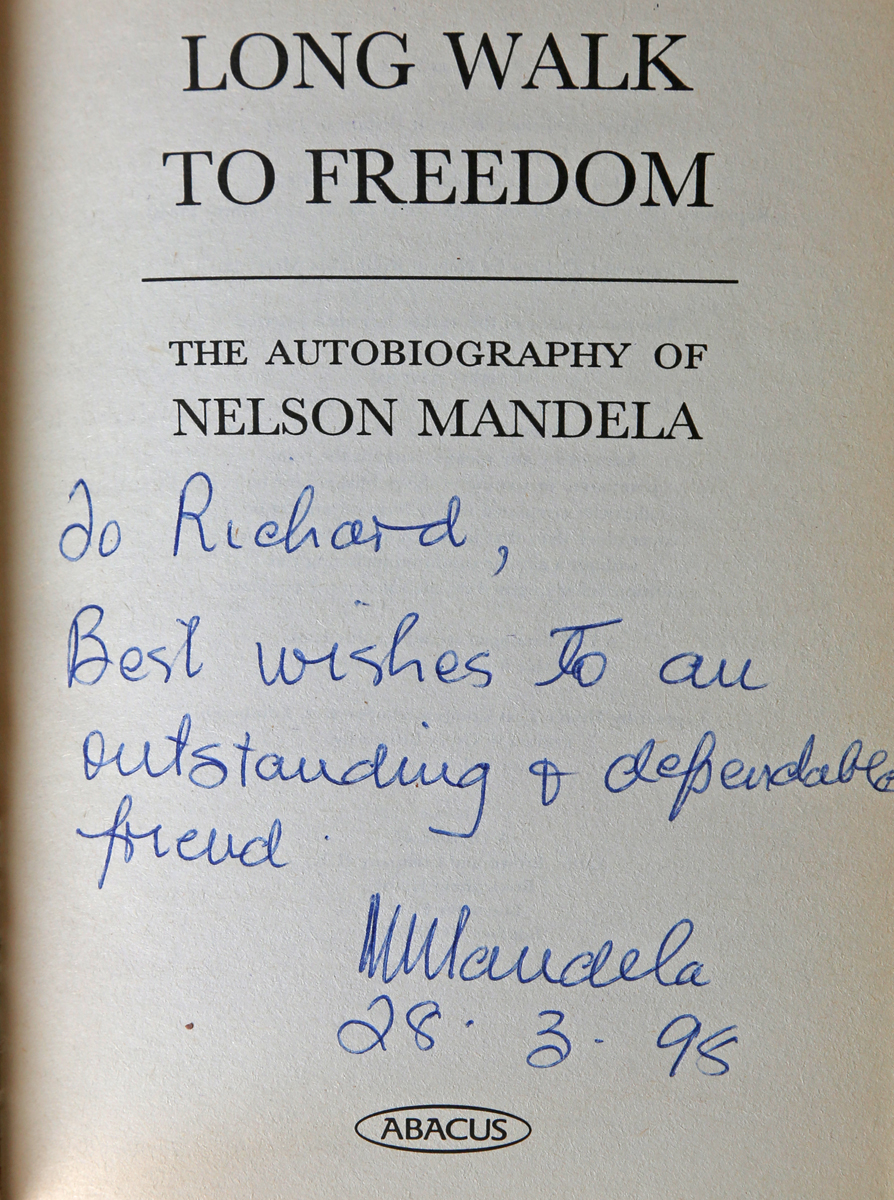 LONG WALK
TO FREEDOM
THE AUTOBIOGRAPHY OF
NELSON MANDELA
To Richard,
Best wishes to an
outstanding & dependable
friend.
NMandela
28. 3. 98
ABACUS